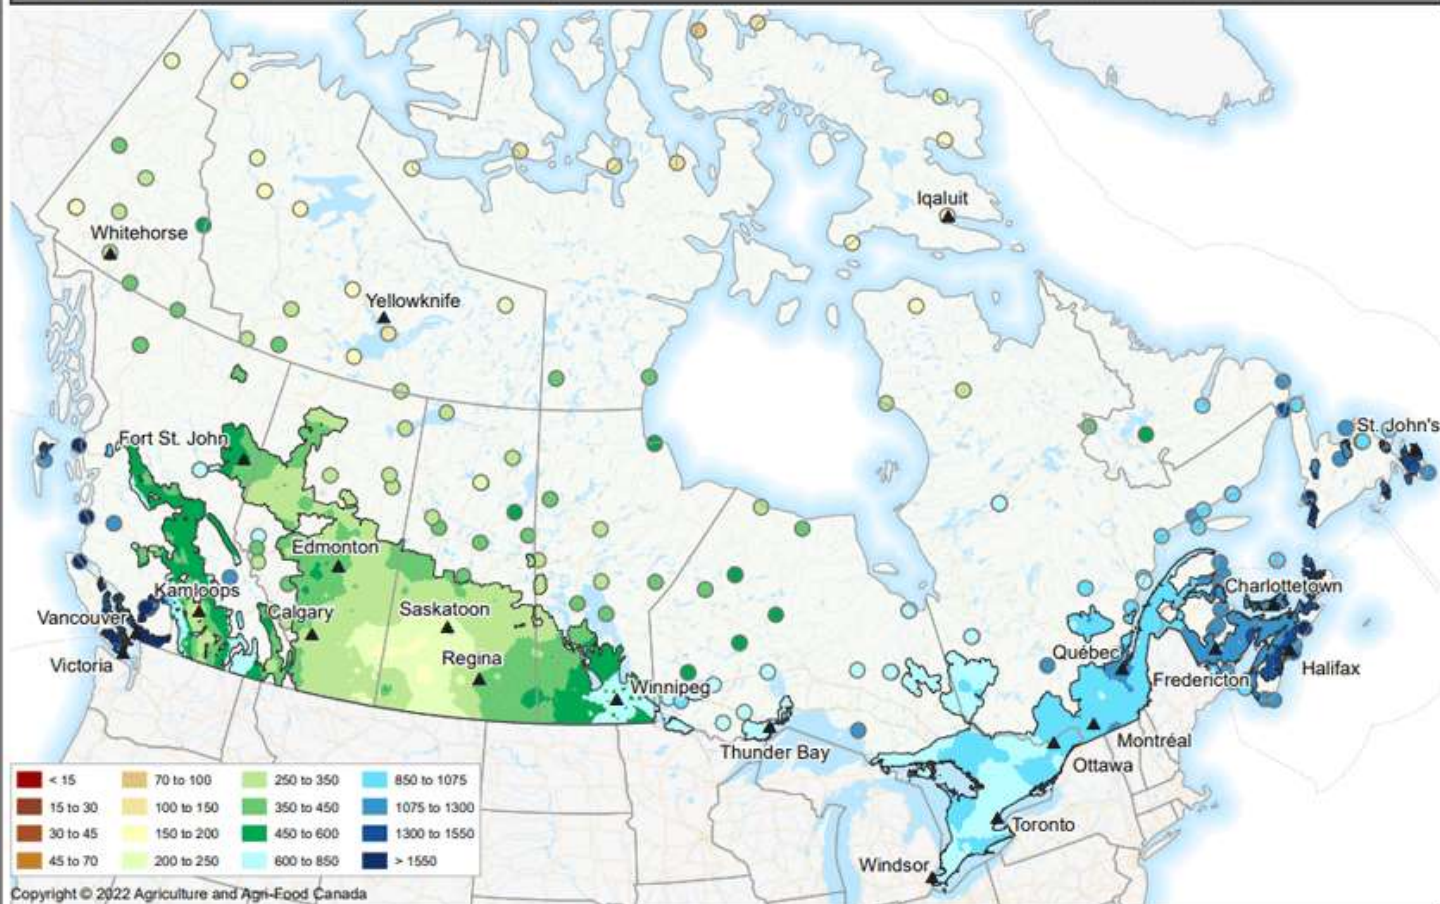 Iqaluit
Whitehorse
Yellowknife
St. John's
Fort St. John
Edmonton
Kamloops
Charlottetown
Calgary
Saskatoon
Vancouver
Québec
Victoria
Regina
Halifax
Fredericton
Winnipeg
Montréal
Thunder Bay
Ottawa
Toronto
Windsor
< 15
70 to 100
250 to 350
850 to 1075
15 to 30
100 to 150
350 to 450
1075 to 1300
30 to 45
150 to 200
450 to 600
1300 to 1550
45 to 70
200 to 250
600 to 850
> 1550
Copyright © 2022 Agriculture and Agri-Food Canada